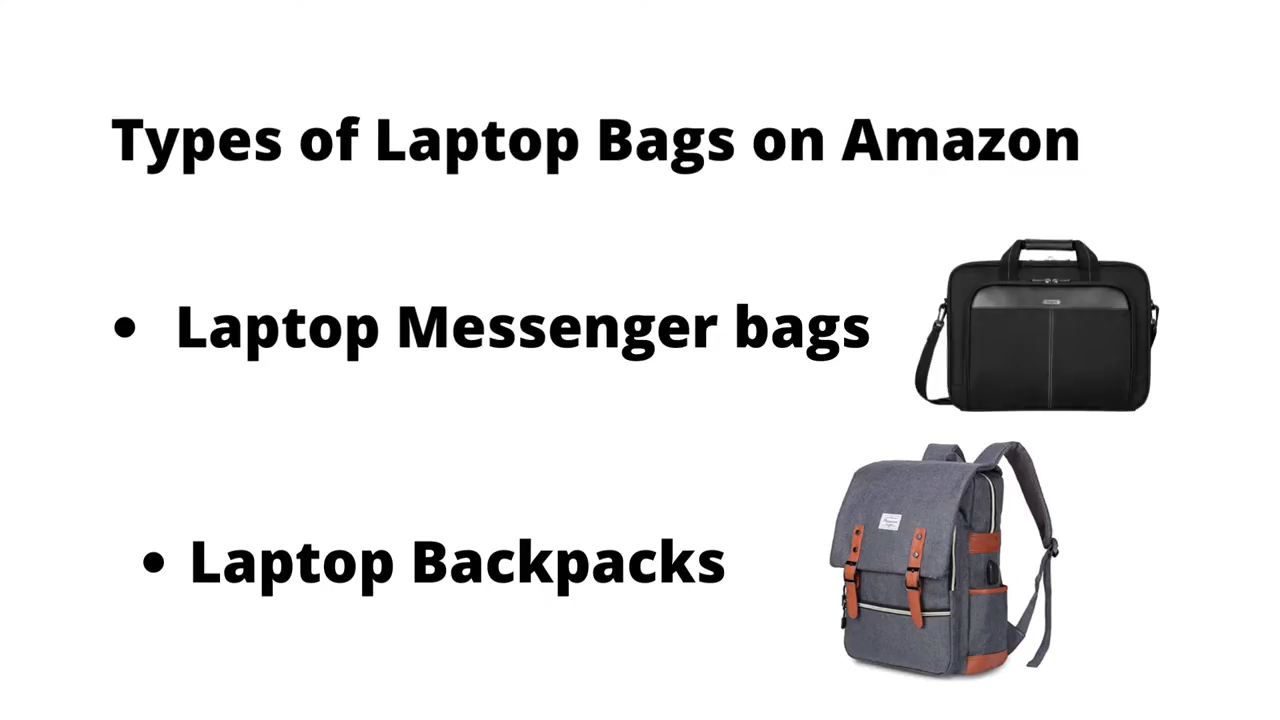 Types of Laptop Bags on Amazon
• Laptop Messenger bags
• Laptop Backpacks